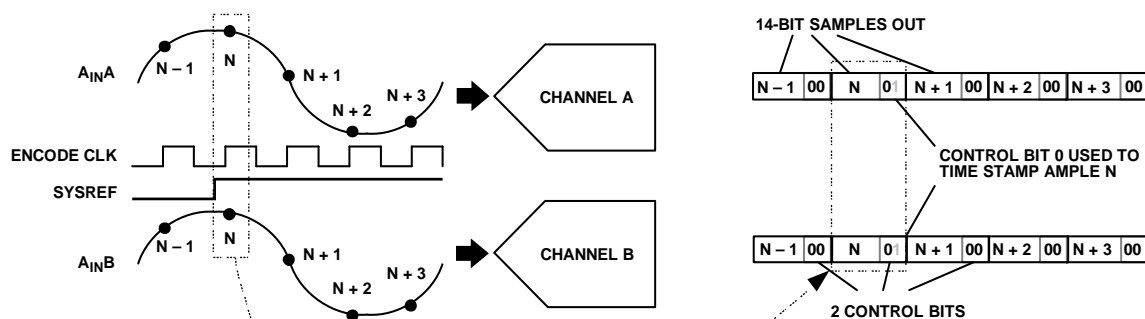 14-BIT SAMPLES OUT
N – 1
N
N + 1
N + 2
N + 3
AINA
CHANNEL A
N – 1 00 N 01 N + 1 00 N + 2 00 N + 3 00
ENCODE CLK
SYSREF
CONTROL BIT 0 USED TO
TIME STAMP AMPLE N
N – 1
N
N + 1
N + 2
N + 3
AINB
CHANNEL B
N – 1 00 N 01 N + 1 00 N + 2 00 N + 3 00
2 CONTROL BITS